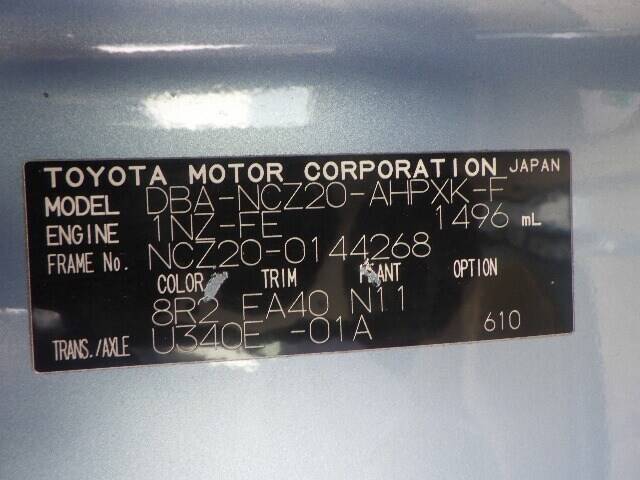 TOYOTA MOTOR CORPORATION JAPAN
MODEL DBA-NCZ20-AHPXK-F
ENGINE 1NZ-FE 1496 mL
FRAME No. NCZ20-0144268
COLOR TRIM PLANT OPTION
8R2 FA40 N11
TRANS./AXLE U340E -01A 610